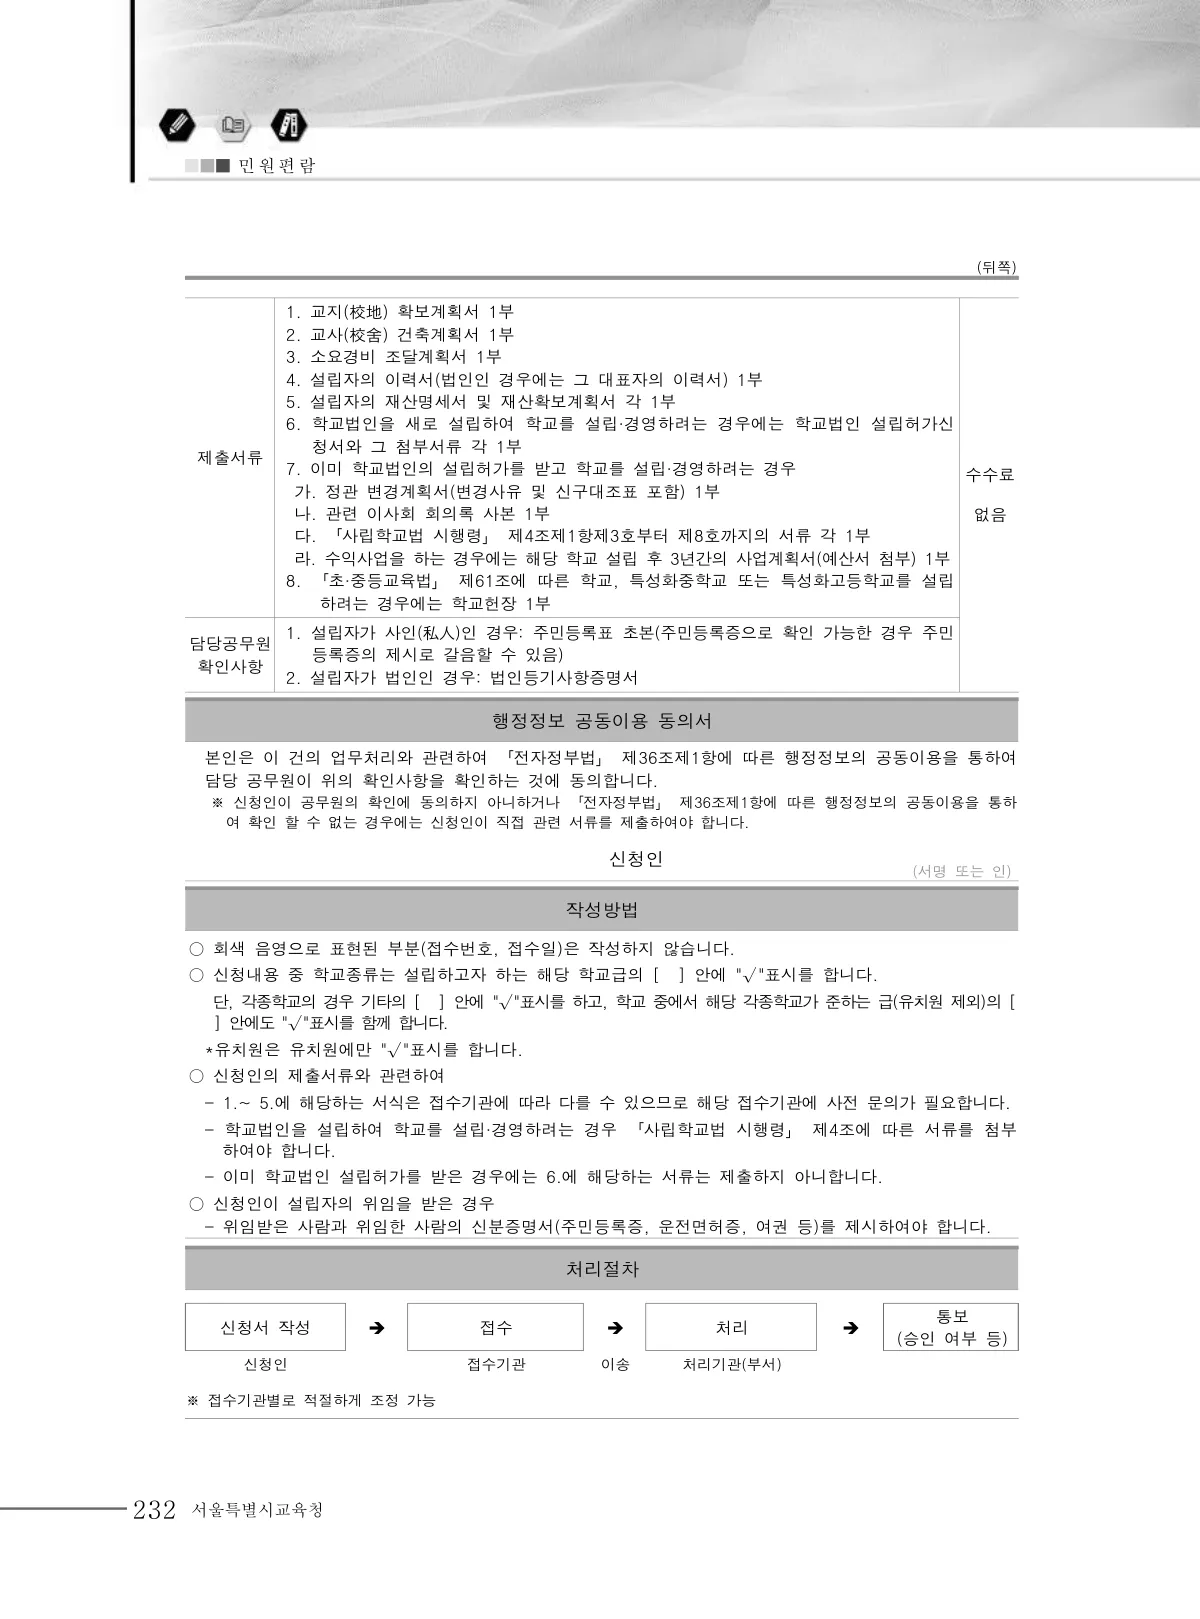 민원편람
(뒤쪽)
제출서류
1. 교지(校地) 확보계획서 1부
2. 교사(校舍) 건축계획서 1부
3. 소요경비 조달계획서 1부
4. 설립자의 이력서(법인인 경우에는 그 대표자의 이력서) 1부
5. 설립자의 재산명세서 및 재산확보계획서 각 1부
6. 학교법인을 새로 설립하여 학교를 설립·경영하려는 경우에는 학교법인 설립허가신
청서와 그 첨부서류 각 1부
7. 이미 학교법인의 설립허가를 받고 학교를 설립·경영하려는 경우
가. 정관 변경계획서(변경사유 및 신구대조표 포함) 1부
나. 관련 이사회 회의록 사본 1부
다. 「사립학교법 시행령」 제4조제1항제3호부터 제8호까지의 서류 각 1부
라. 수익사업을 하는 경우에는 해당 학교 설립 후 3년간의 사업계획서(예산서 첨부) 1부
8. 「초·중등교육법」 제61조에 따른 학교, 특성화중학교 또는 특성화고등학교를 설립
하려는 경우에는 학교헌장 1부
수수료
없음
담당공무원
확인사항
1. 설립자가 사인(私人)인 경우: 주민등록표 초본(주민등록증으로 확인 가능한 경우 주민
등록증의 제시로 갈음할 수 있음)
2. 설립자가 법인인 경우: 법인등기사항증명서
행정정보 공동이용 동의서
본인은 이 건의 업무처리와 관련하여 「전자정부법」 제36조제1항에 따른 행정정보의 공동이용을 통하여
담당 공무원이 위의 확인사항을 확인하는 것에 동의합니다.
※ 신청인이 공무원의 확인에 동의하지 아니하거나 「전자정부법」 제36조제1항에 따른 행정정보의 공동이용을 통하
여 확인 할 수 없는 경우에는 신청인이 직접 관련 서류를 제출하여야 합니다.
신청인 (서명 또는 인)
작성방법
○ 회색 음영으로 표현된 부분(접수번호, 접수일)은 작성하지 않습니다.
○ 신청내용 중 학교종류는 설립하고자 하는 해당 학교급의 [ ] 안에 "√"표시를 합니다.
단, 각종학교의 경우 기타의 [ ] 안에 "√"표시를 하고, 학교 중에서 해당 각종학교가 준하는 급(유치원 제외)의 [
] 안에도 "√"표시를 함께 합니다.
*유치원은 유치원에만 "√"표시를 합니다.
○ 신청인의 제출서류와 관련하여
- 1.~ 5.에 해당하는 서식은 접수기관에 따라 다를 수 있으므로 해당 접수기관에 사전 문의가 필요합니다.
- 학교법인을 설립하여 학교를 설립·경영하려는 경우 「사립학교법 시행령」 제4조에 따른 서류를 첨부
하여야 합니다.
- 이미 학교법인 설립허가를 받은 경우에는 6.에 해당하는 서류는 제출하지 아니합니다.
○ 신청인이 설립자의 위임을 받은 경우
- 위임받은 사람과 위임한 사람의 신분증명서(주민등록증, 운전면허증, 여권 등)를 제시하여야 합니다.
처리절차
신청서 작성 ➔ 접수 ➔ 처리 ➔ 통보
(승인 여부 등)
신청인 접수기관 이송 처리기관(부서)
※ 접수기관별로 적절하게 조정 가능
232 서울특별시교육청